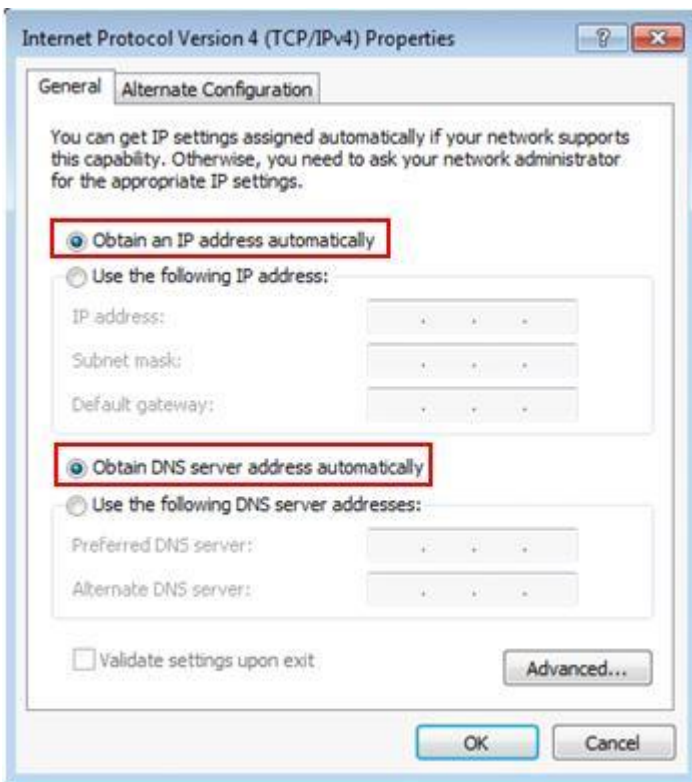 Internet Protocol Version 4 (TCP/IPv4) Properties
General
Alternate Configuration
You can get IP settings assigned automatically if your network supports
this capability. Otherwise, you need to ask your network administrator
for the appropriate IP settings.
Obtain an IP address automatically
Use the following IP address:
IP address:
Subnet mask:
Default gateway:
Obtain DNS server address automatically
Use the following DNS server addresses:
Preferred DNS server:
Alternate DNS server:
Validate settings upon exit
Advanced...
OK
Cancel